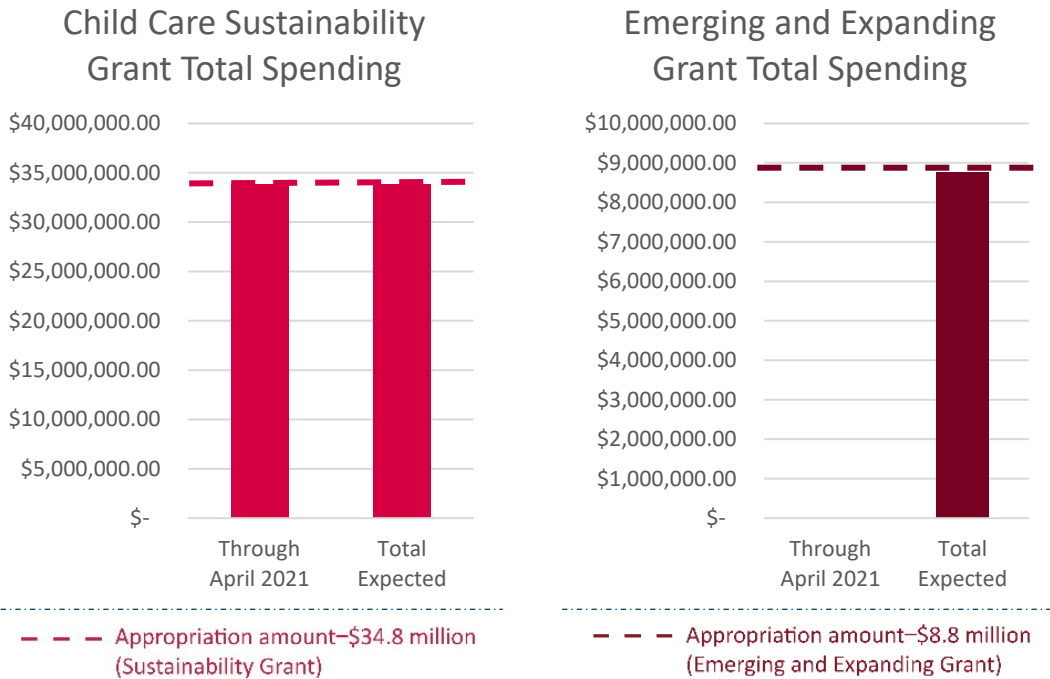 Child Care Sustainability
Grant Total Spending
$40,000,000.00
$35,000,000.00
$30,000,000.00
$25,000,000.00
$20,000,000.00
$15,000,000.00
$10,000,000.00
$5,000,000.00
$-
Through
April 2021
Total
Expected
Appropriation amount–$34.8 million
(Sustainability Grant)
Emerging and Expanding
Grant Total Spending
$10,000,000.00
$9,000,000.00
$8,000,000.00
$7,000,000.00
$6,000,000.00
$5,000,000.00
$4,000,000.00
$3,000,000.00
$2,000,000.00
$1,000,000.00
$-
Through
April 2021
Total
Expected
Appropriation amount–$8.8 million
(Emerging and Expanding Grant)